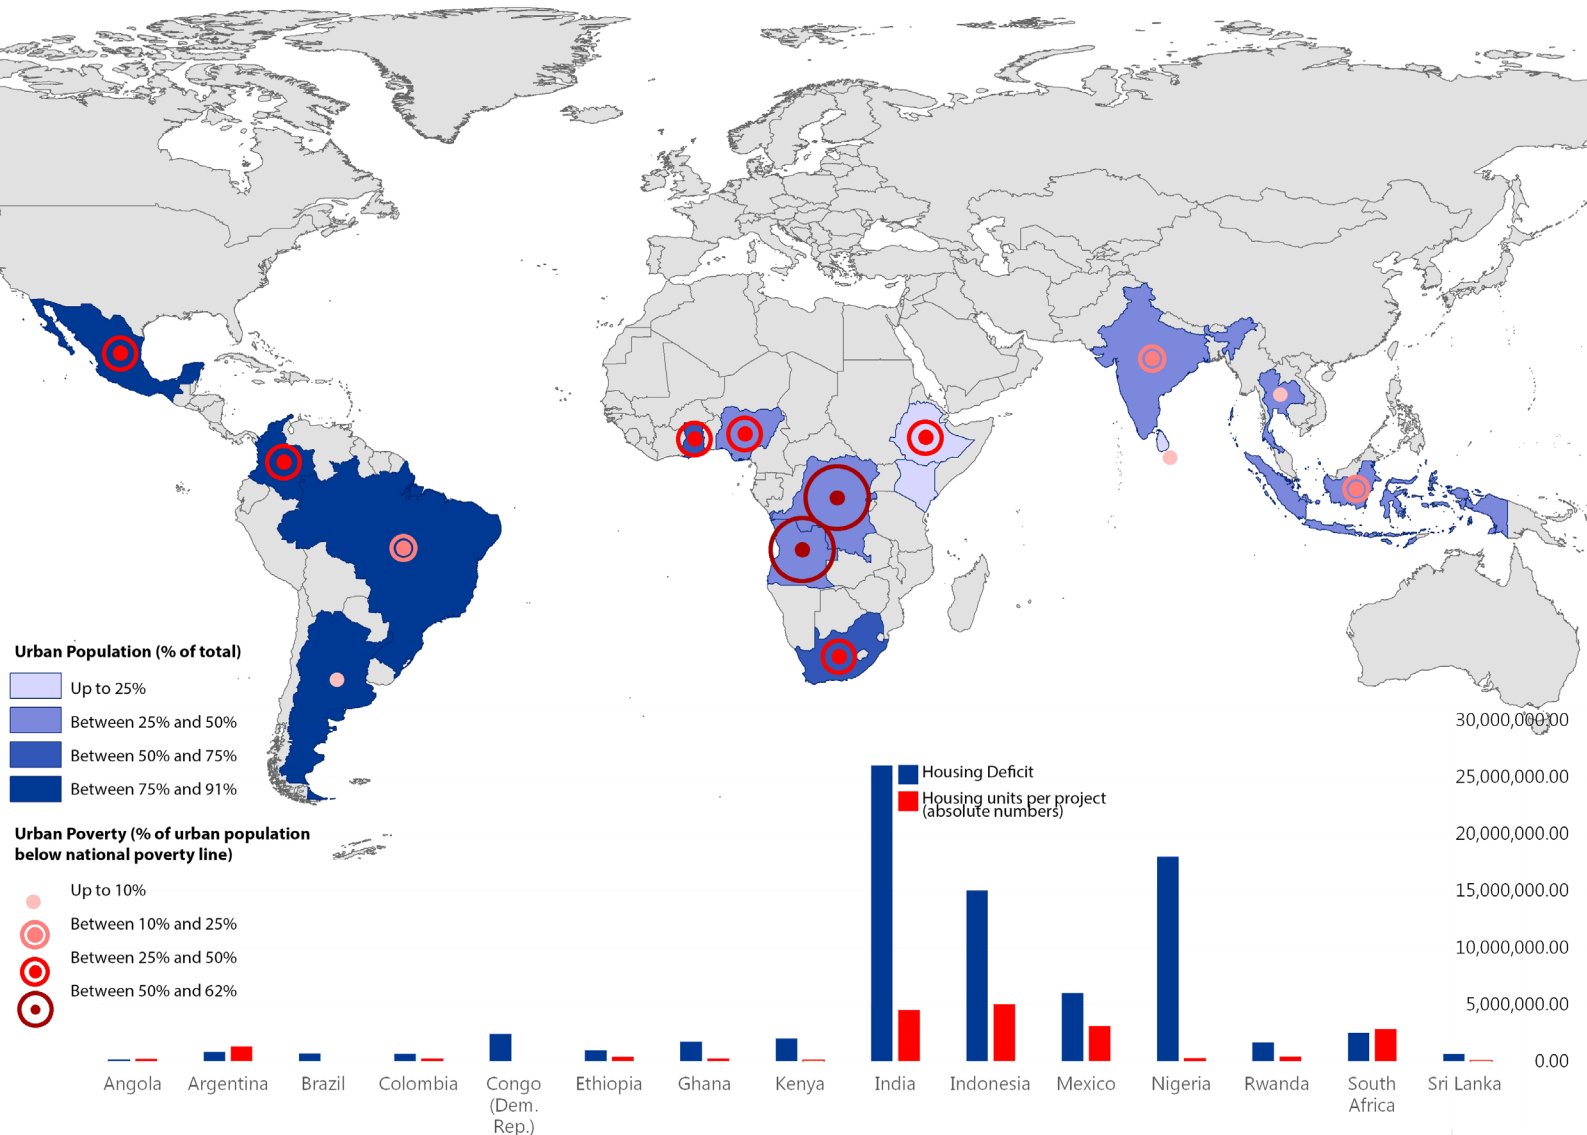 Urban Population (% of total)
Up to 25%
Between 25% and 50%
Between 50% and 75%
Between 75% and 91%
Urban Poverty (% of urban population
below national poverty line)
Up to 10%
Between 10% and 25%
Between 25% and 50%
Between 50% and 62%
Housing Deficit
Housing units per project
(absolute numbers)
30,000,000.00
25,000,000.00
20,000,000.00
15,000,000.00
10,000,000.00
5,000,000.00
0.00
Angola
Argentina
Brazil
Colombia
Congo
(Dem.
Rep.)
Ethiopia
Ghana
Kenya
India
Indonesia
Mexico
Nigeria
Rwanda
South
Africa
Sri Lanka